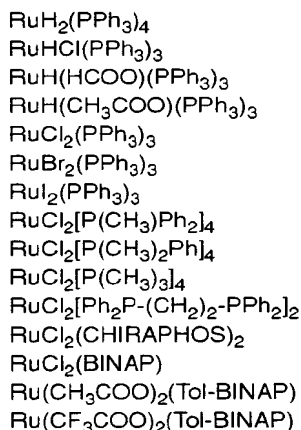 RuH₂(PPh₃)₄
RuHCl(PPh₃)₃
RuH(HCOO)(PPh₃)₃
RuH(CH₃COO)(PPh₃)₃
RuCl₂(PPh₃)₃
RuBr₂(PPh₃)₃
RuI₂(PPh₃)₃
RuCl₂[P(CH₃)Ph₂]₄
RuCl₂[P(CH₃)₂Ph]₄
RuCl₂[P(CH₃)₃]₄
RuCl₂[Ph₂P-(CH₂)₂-PPh₂]₂
RuCl₂(CHIRAPHOS)₂
RuCl₂(BINAP)
Ru(CH₃COO)₂(Tol-BINAP)
Ru(CF₃COO)₂(Tol-BINAP)